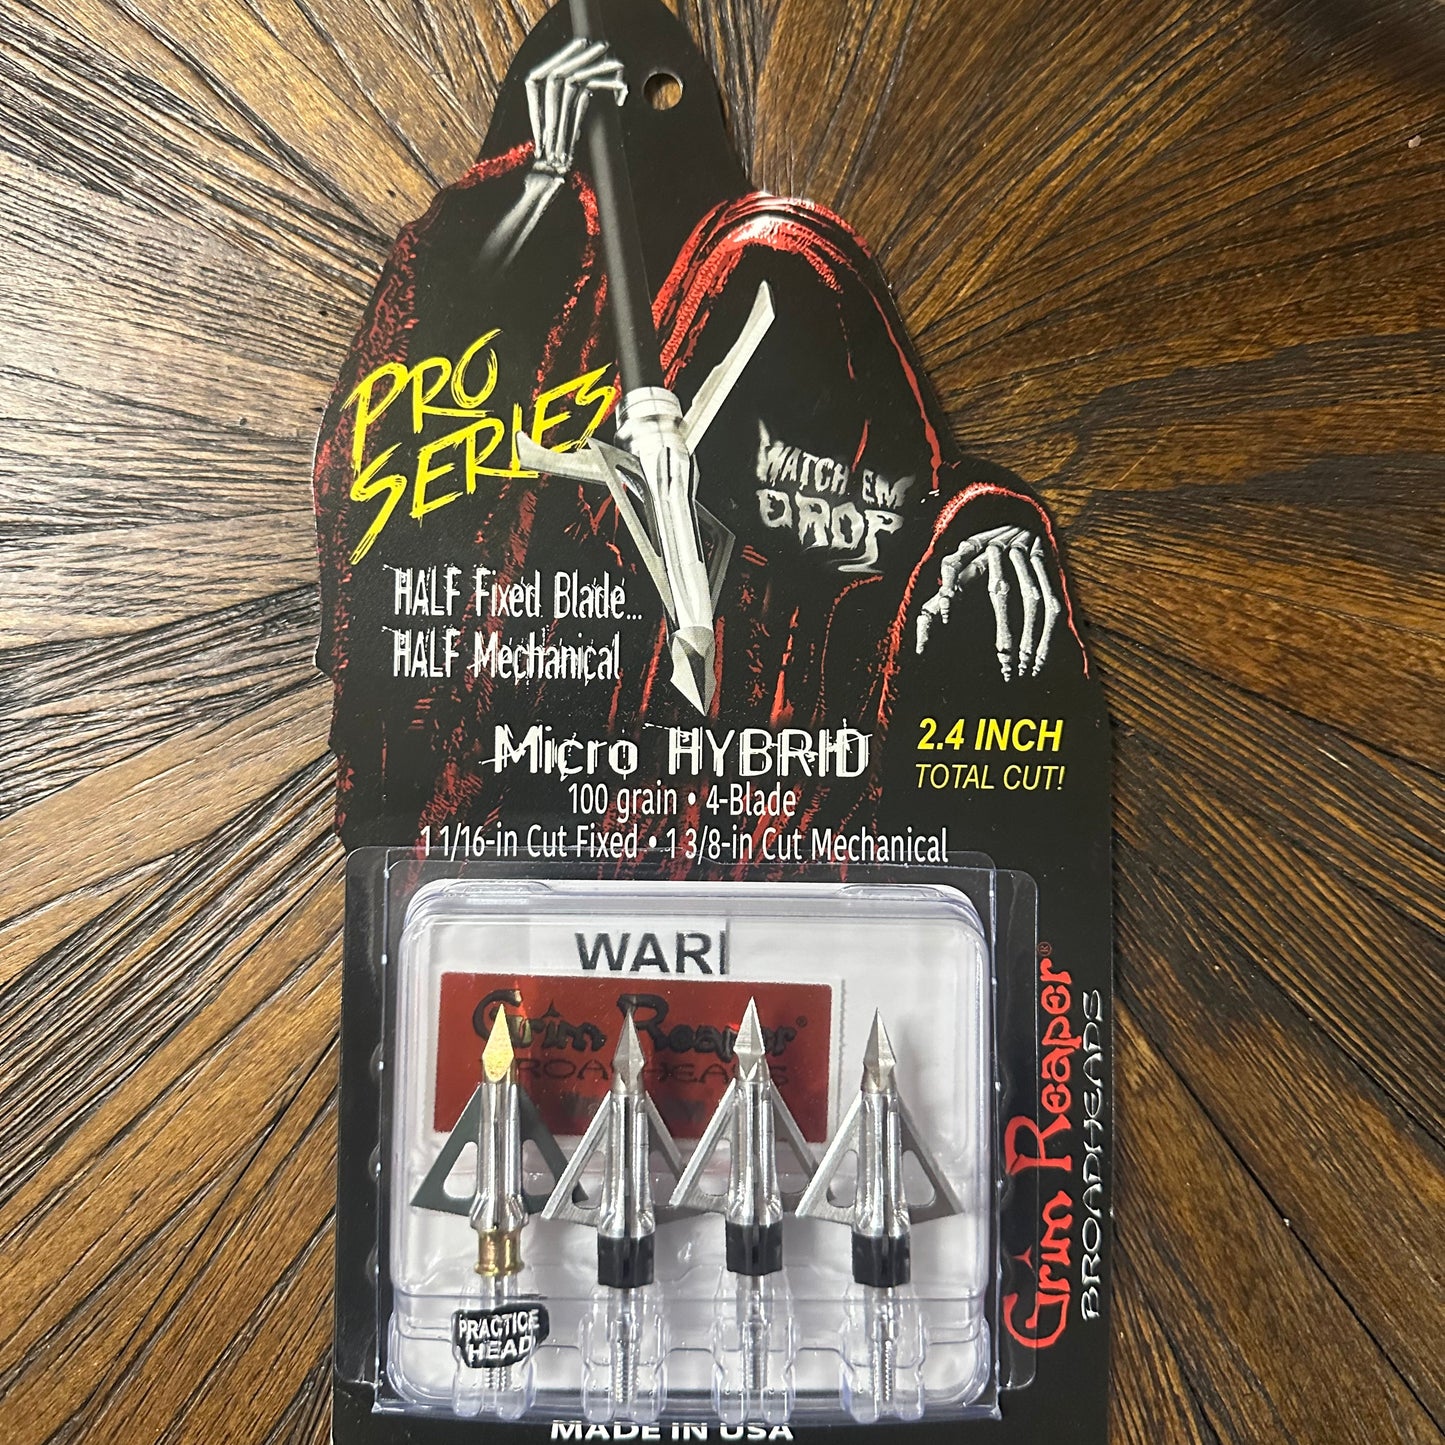 PRO
SERIES
WATCH EM
DROP
HALF Fixed Blade...
HALF Mechanical
Micro HYBRID
2.4 INCH
TOTAL CUT!
100 grain • 4-Blade
1 1/16-in Cut Fixed • 1 3/8-in Cut Mechanical
WARI
Grim Reaper®
BROADHEADS
PRACTICE
HEAD
Grim Reaper®
BROADHEADS
MADE IN USA